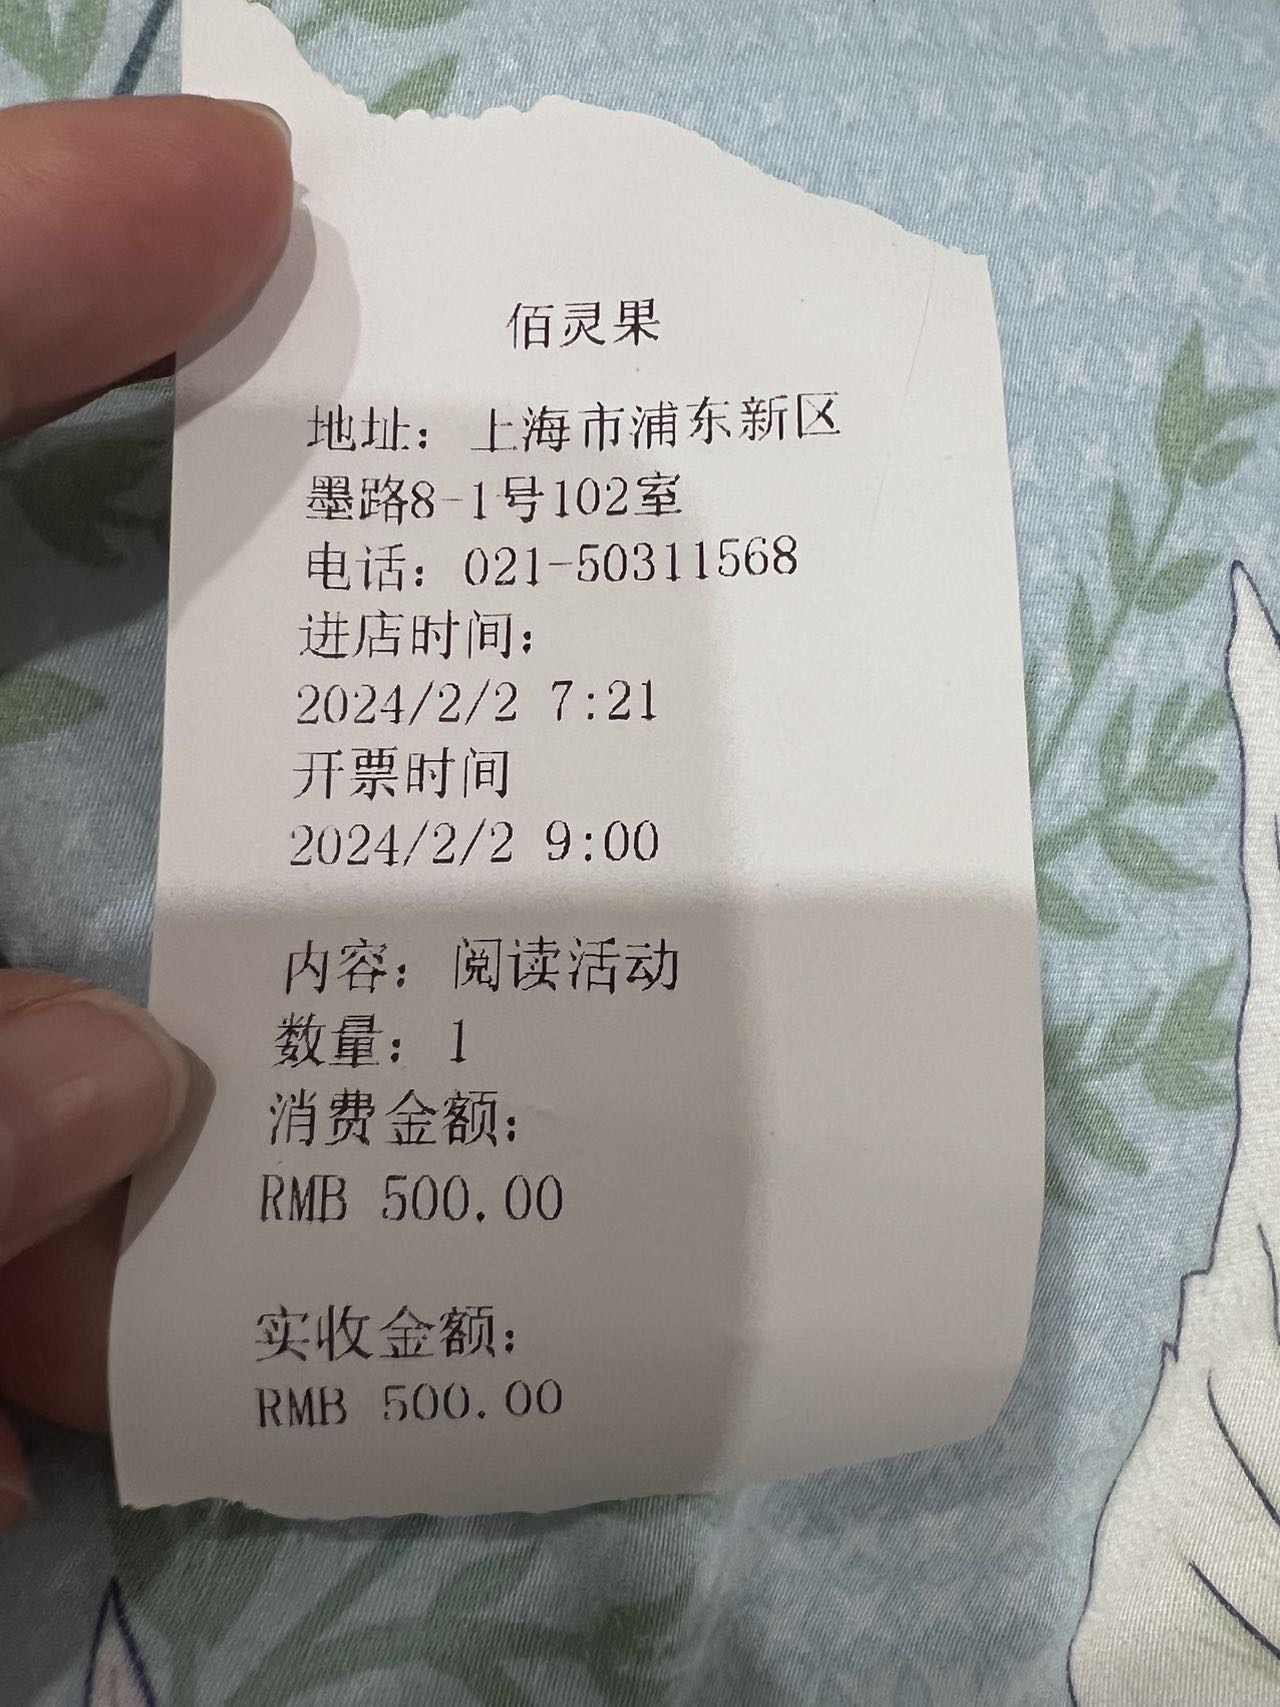 佰灵果
地址：上海市浦东新区
墨路8-1号102室
电话：021-50311568
进店时间：
2024/2/2 7:21
开票时间
2024/2/2 9:00
内容：阅读活动
数量：1
消费金额：
RMB 500.00
实收金额：
RMB 500.00